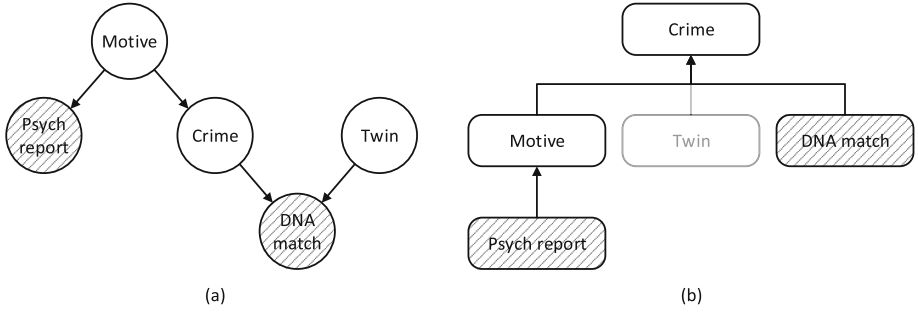 Motive
Psych
report
Crime
Twin
DNA
match
(a)
Crime
Motive
Twin
DNA match
Psych report
(b)